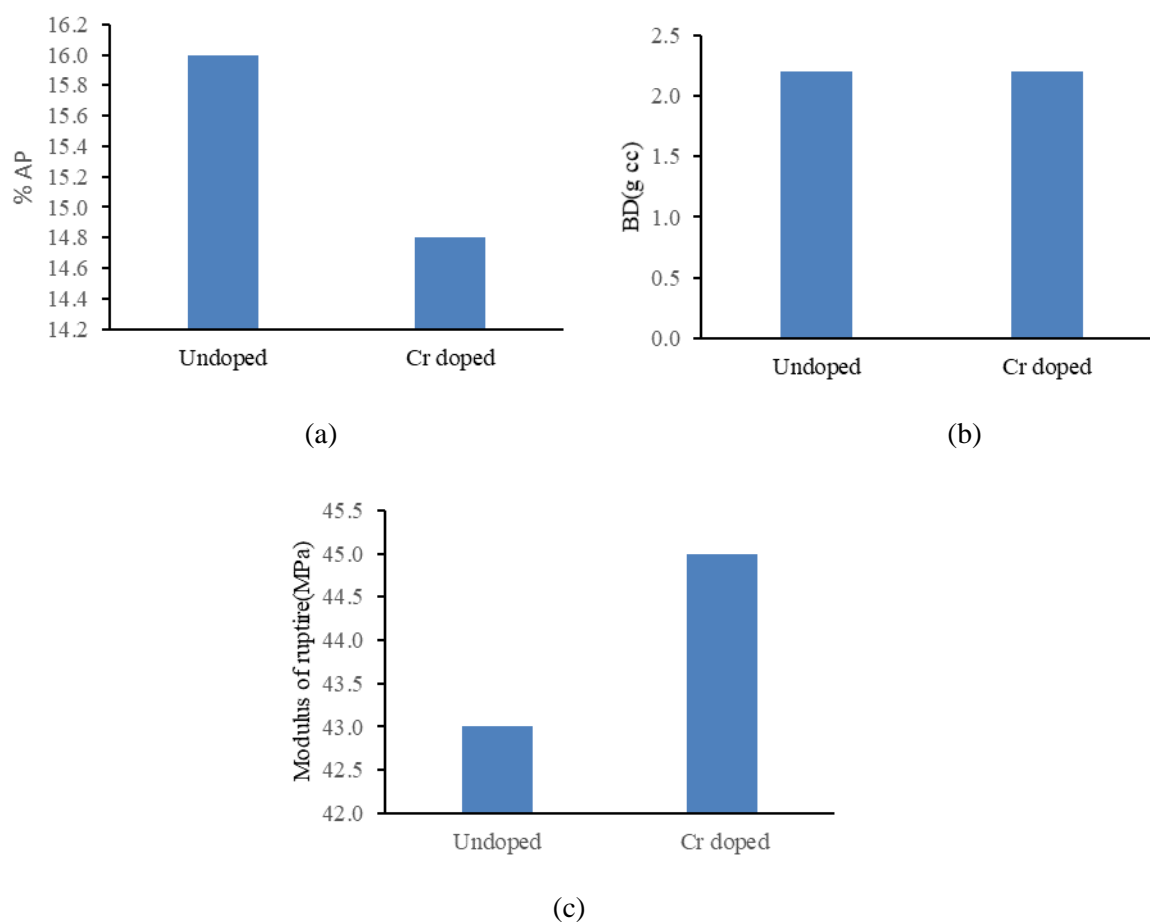 16.2
16.0
15.8
15.6
15.4
15.2
15.0
14.8
14.6
14.4
14.2
% AP
Undoped Cr doped
(a)
2.5
2.0
1.5
1.0
0.5
0.0
BD(g cc)
Undoped Cr doped
(b)
45.5
45.0
44.5
44.0
43.5
43.0
42.5
42.0
Modulus of ruptire(MPa)
Undoped Cr doped
(c)